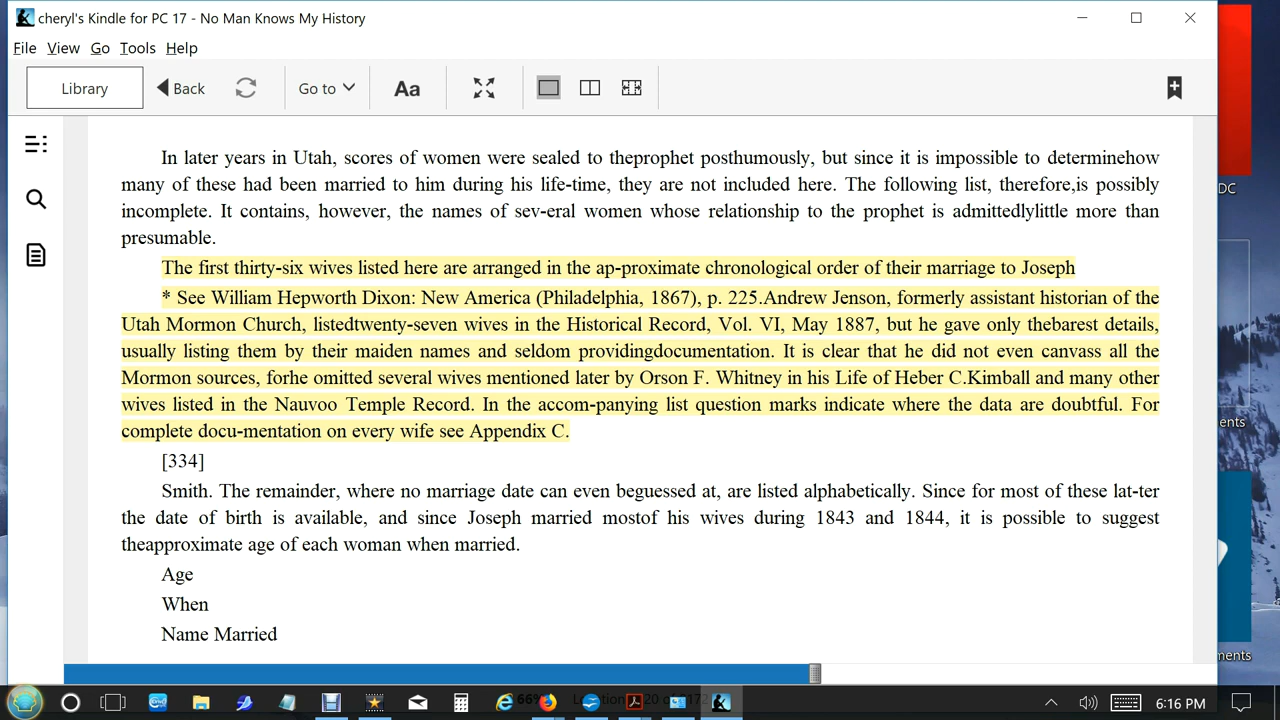 cheryl's Kindle for PC 17 - No Man Knows My History
File View Go Tools Help
Library Back Go to Aa
In later years in Utah, scores of women were sealed to theprophet posthumously, but since it is impossible to determinehow
many of these had been married to him during his life-time, they are not included here. The following list, therefore,is possibly
incomplete. It contains, however, the names of sev-eral women whose relationship to the prophet is admittedlylittle more than
presumable.
The first thirty-six wives listed here are arranged in the ap-proximate chronological order of their marriage to Joseph
* See William Hepworth Dixon: New America (Philadelphia, 1867), p. 225.Andrew Jenson, formerly assistant historian of the
Utah Mormon Church, listedtwenty-seven wives in the Historical Record, Vol. VI, May 1887, but he gave only thebarest details,
usually listing them by their maiden names and seldom providingdocumentation. It is clear that he did not even canvass all the
Mormon sources, forhe omitted several wives mentioned later by Orson F. Whitney in his Life of Heber C.Kimball and many other
wives listed in the Nauvoo Temple Record. In the accom-panying list question marks indicate where the data are doubtful. For
complete docu-mentation on every wife see Appendix C.
[334]
Smith. The remainder, where no marriage date can even beguessed at, are listed alphabetically. Since for most of these lat-ter
the date of birth is available, and since Joseph married mostof his wives during 1843 and 1844, it is possible to suggest
theapproximate age of each woman when married.
Age
When
Name Married
DC
ents
ments
66%
6:16 PM